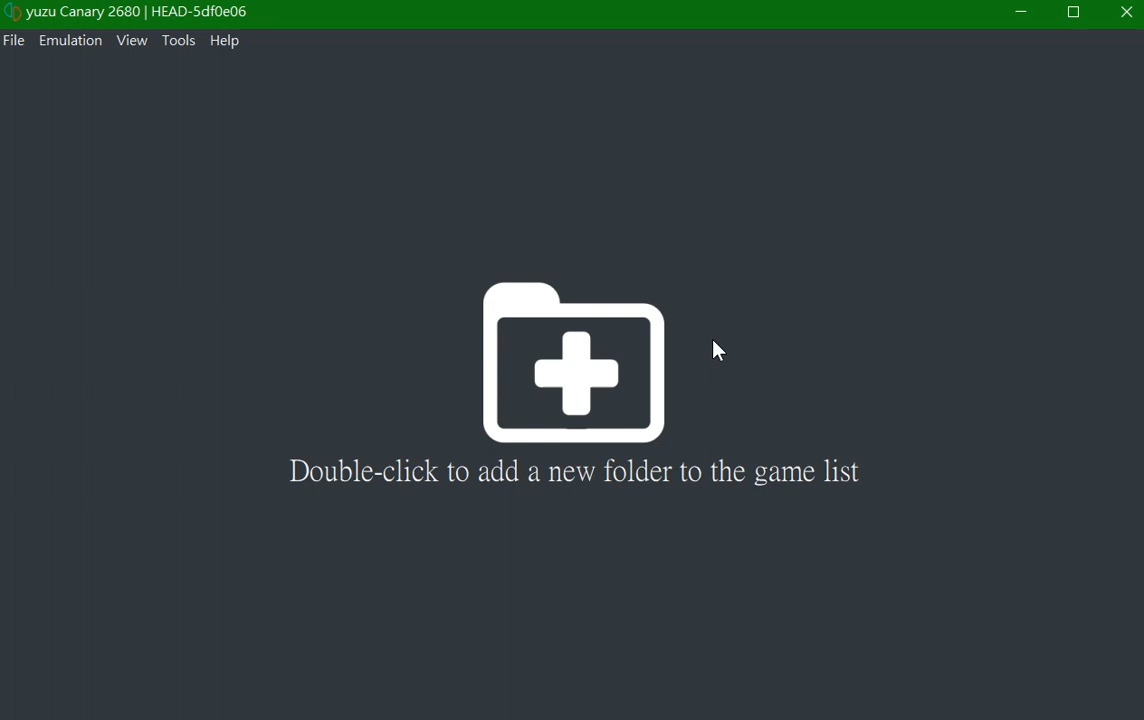 yuzu Canary 2680 | HEAD-5df0e06
File Emulation View Tools Help
Double-click to add a new folder to the game list